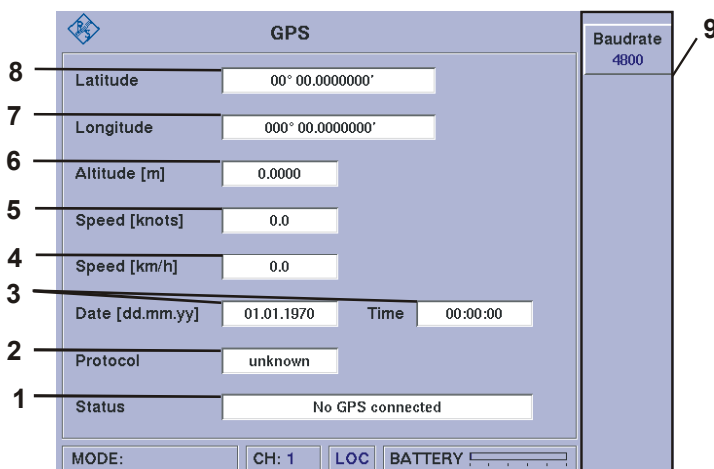 R S
GPS
Baudrate
4800
9
8 Latitude 00° 00.0000000′
7 Longitude 000° 00.0000000′
6 Altitude [m] 0.0000
5 Speed [knots] 0.0
4 Speed [km/h] 0.0
3 Date [dd.mm.yy] 01.01.1970 Time 00:00:00
2 Protocol unknown
1 Status No GPS connected
MODE: CH: 1 LOC BATTERY